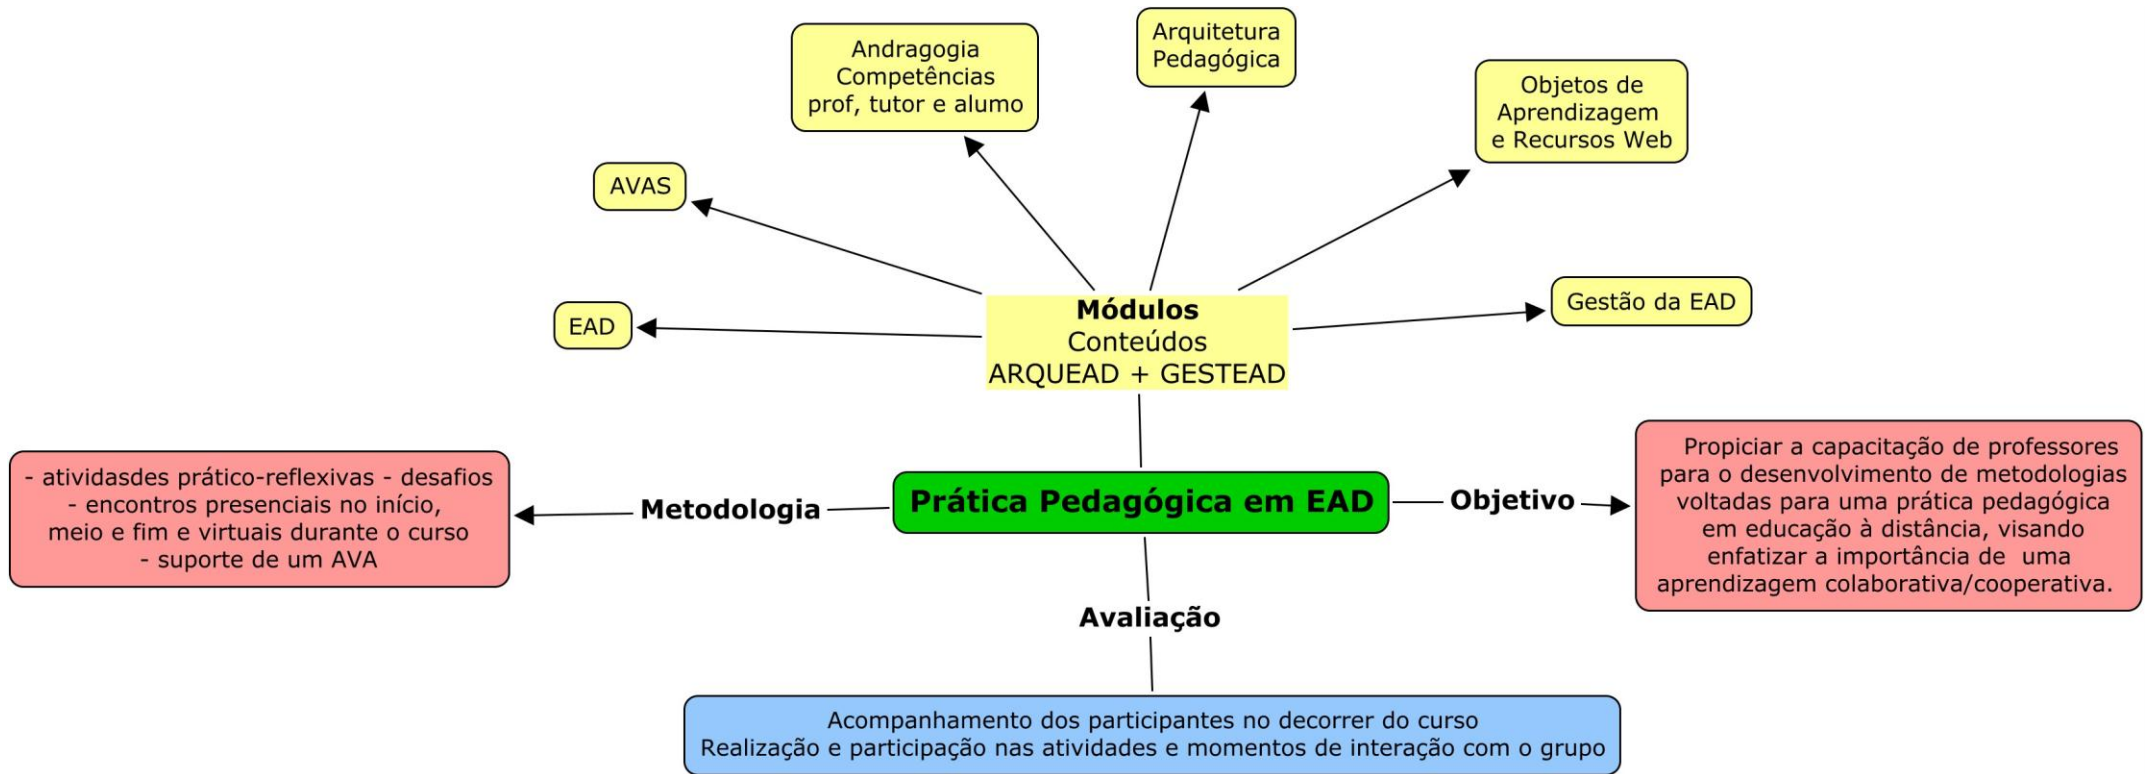 Arquitetura
Pedagógica
Andragogia
Competências
prof, tutor e alumo
Objetos de
Aprendizagem
e Recursos Web
AVAS
EAD
Gestão da EAD
Módulos
Conteúdos
ARQUEAD + GESTEAD
- atividasdes prático-reflexivas - desafios
- encontros presenciais no início,
meio e fim e virtuais durante o curso
- suporte de um AVA
Metodologia
Prática Pedagógica em EAD
Objetivo
Propiciar a capacitação de professores
para o desenvolvimento de metodologias
voltadas para uma prática pedagógica
em educação à distância, visando
enfatizar a importância de uma
aprendizagem colaborativa/cooperativa.
Avaliação
Acompanhamento dos participantes no decorrer do curso
Realização e participação nas atividades e momentos de interação com o grupo